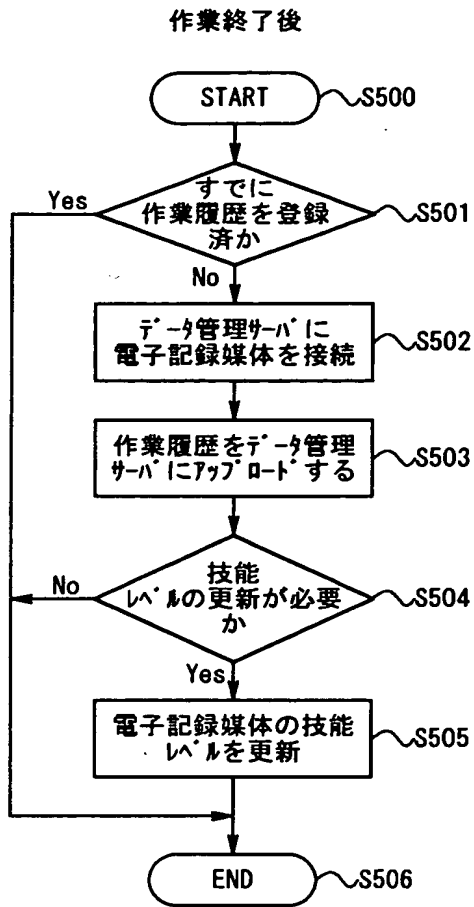 作業終了後
START
S500
すでに
作業履歴を登録
済か
S501
Yes
No
データ管理サーバに
電子記録媒体を接続
S502
作業履歴をデータ管理
サーバにアップロードする
S503
技能
レベルの更新が必要
か
S504
No
Yes
電子記録媒体の技能
レベルを更新
S505
END
S506